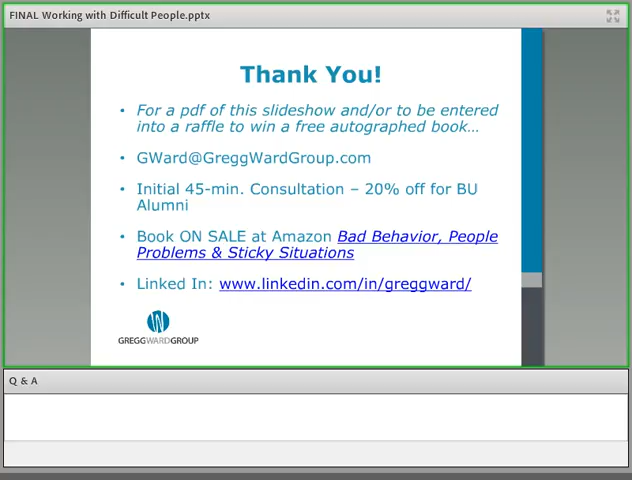 FINAL Working with Difficult People.pptx
Thank You!
• For a pdf of this slideshow and/or to be entered
into a raffle to win a free autographed book…
• GWard@GreggWardGroup.com
• Initial 45-min. Consultation – 20% off for BU
Alumni
• Book ON SALE at Amazon Bad Behavior, People
Problems & Sticky Situations
• Linked In: www.linkedin.com/in/greggward/
GREGGWARDGROUP
Q & A